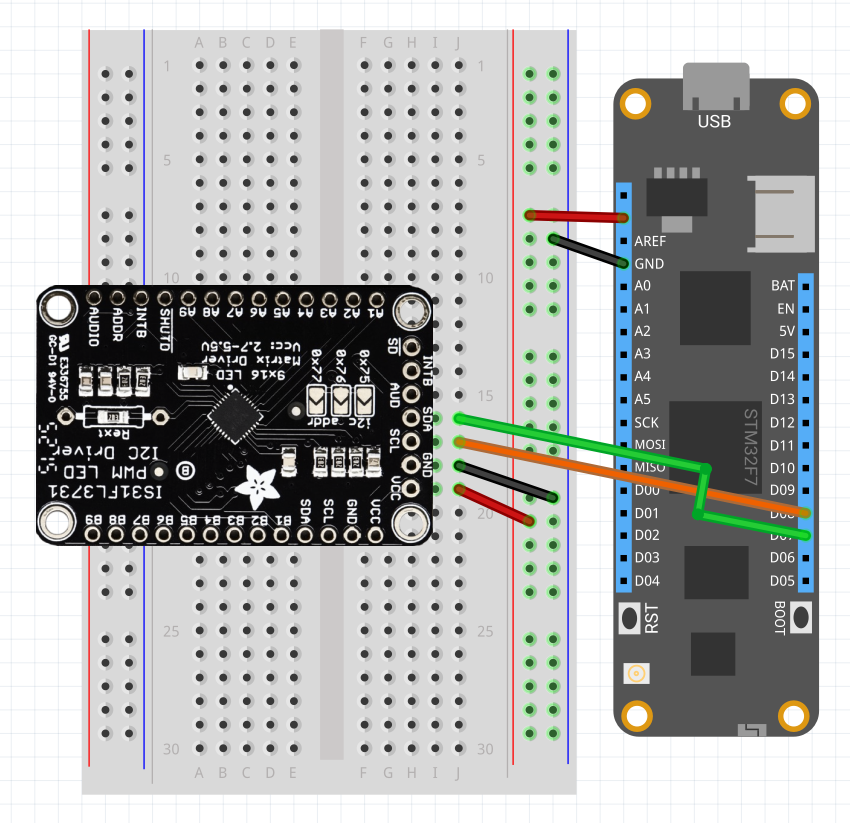 A B C D E F G H I J
1 1
5 5
10 10
15
20
25 25
30 30
A B C D E F G H I J
AUDIO ADDR INTB SHUTD A9 A8 A7 A6 A5 A4 A3 A2 A1
9x16 LED
Matrix Driver
Vcc: 2.7-5.5V
0x77 0x76 0x75
i2c addr
SD
INTB
AUD
SDA
SCL
GND
VCC
E336755
GC-D1 94V-0
Rext
IS31FL3731
PWM LED
I2C Driver
B
B9 B8 B7 B6 B5 B4 B3 B2 B1 SDA SCL GND VCC
USB
AREF
GND
A0
A1
A2
A3
A4
A5
SCK
MOSI
MISO
D00
D01
D02
D03
D04
BAT
EN
5V
D15
D14
D13
D12
D11
D10
D09
D08
D07
D06
D05
STM32F7
RST
BOOT